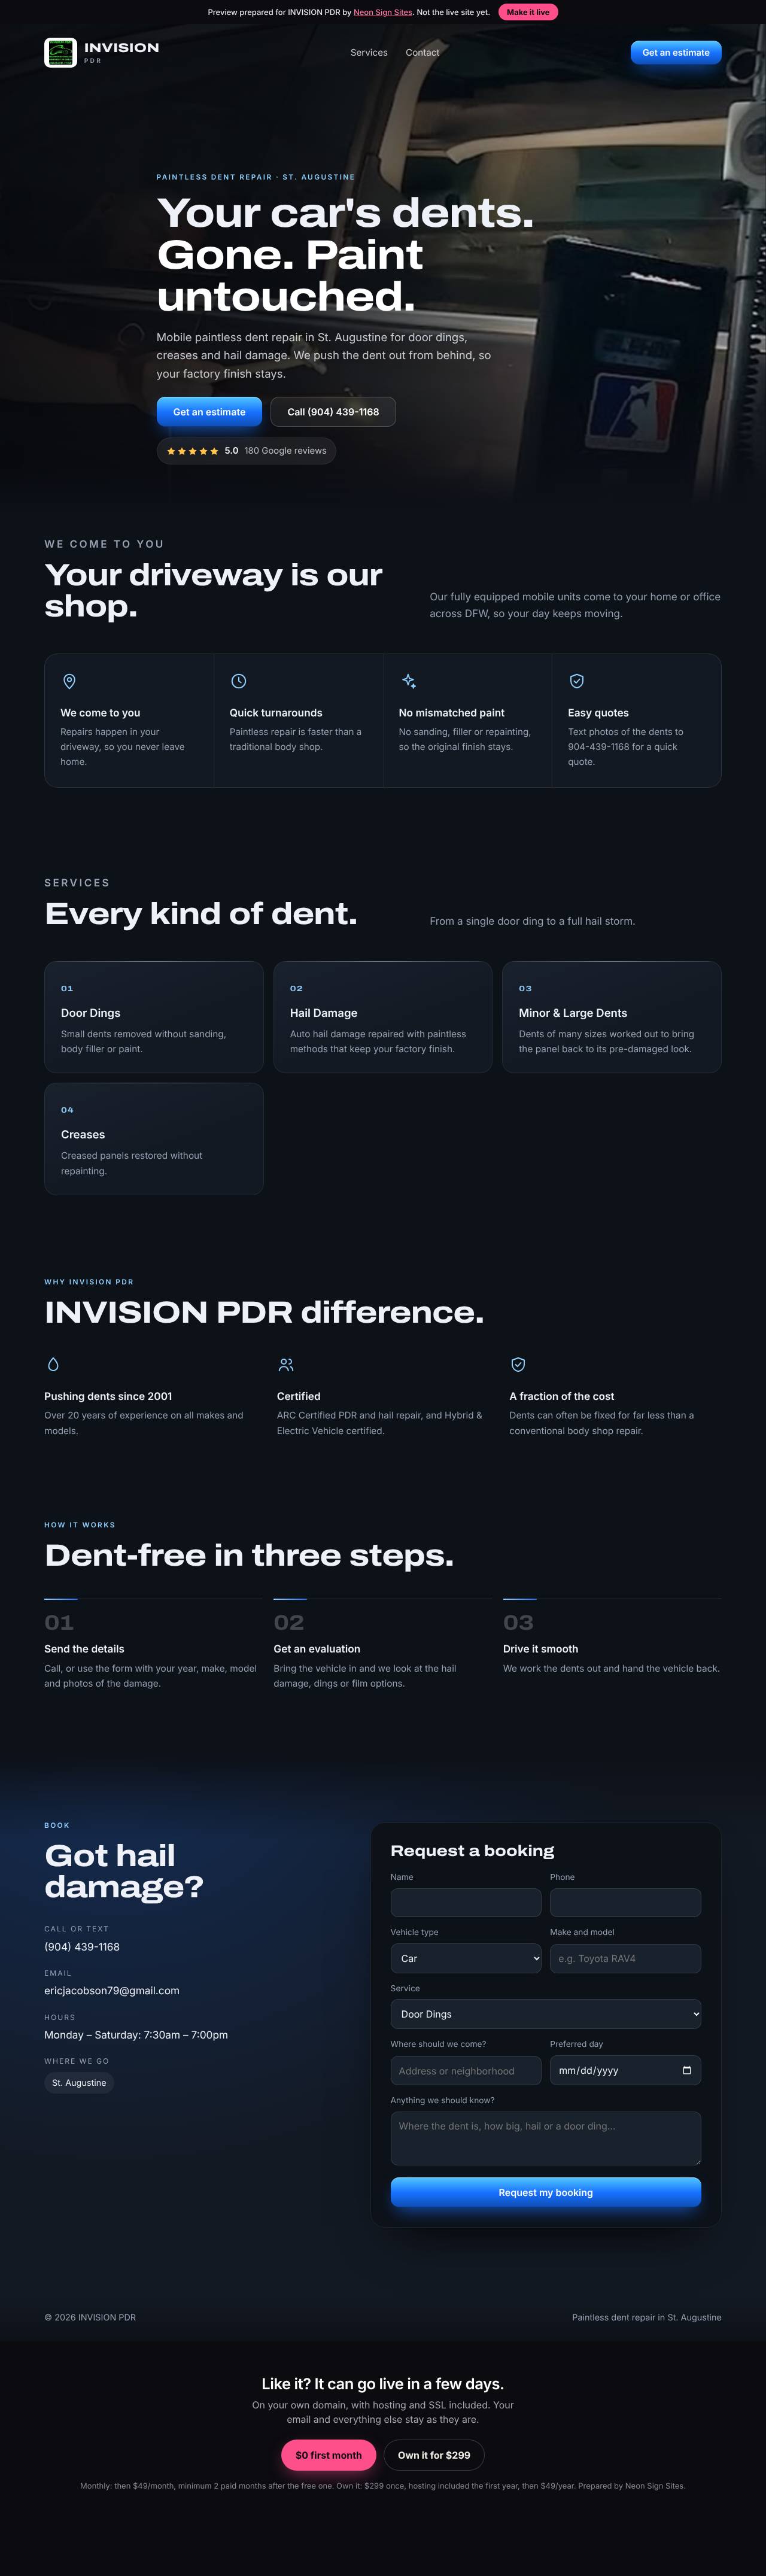 Preview prepared for INVISION PDR by Neon Sign Sites. Not the live site yet. Make it live
INVISION
PDR
Services Contact
Get an estimate
PAINTLESS DENT REPAIR · ST. AUGUSTINE
Your car's dents.
Gone. Paint
untouched.
Mobile paintless dent repair in St. Augustine for door dings,
creases and hail damage. We push the dent out from behind, so
your factory finish stays.
Get an estimate Call (904) 439-1168
5.0 180 Google reviews
WE COME TO YOU
Your driveway is our
shop.
Our fully equipped mobile units come to your home or office
across DFW, so your day keeps moving.
We come to you
Repairs happen in your
driveway, so you never leave
home.
Quick turnarounds
Paintless repair is faster than a
traditional body shop.
No mismatched paint
No sanding, filler or repainting,
so the original finish stays.
Easy quotes
Text photos of the dents to
904-439-1168 for a quick
quote.
SERVICES
Every kind of dent.
From a single door ding to a full hail storm.
01
Door Dings
Small dents removed without sanding,
body filler or paint.
02
Hail Damage
Auto hail damage repaired with paintless
methods that keep your factory finish.
03
Minor & Large Dents
Dents of many sizes worked out to bring
the panel back to its pre-damaged look.
04
Creases
Creased panels restored without
repainting.
WHY INVISION PDR
INVISION PDR difference.
Pushing dents since 2001
Over 20 years of experience on all makes and
models.
Certified
ARC Certified PDR and hail repair, and Hybrid &
Electric Vehicle certified.
A fraction of the cost
Dents can often be fixed for far less than a
conventional body shop repair.
HOW IT WORKS
Dent-free in three steps.
01
Send the details
Call, or use the form with your year, make, model
and photos of the damage.
02
Get an evaluation
Bring the vehicle in and we look at the hail
damage, dings or film options.
03
Drive it smooth
We work the dents out and hand the vehicle back.
BOOK
Got hail
damage?
CALL OR TEXT
(904) 439-1168
EMAIL
ericjacobson79@gmail.com
HOURS
Monday – Saturday: 7:30am – 7:00pm
WHERE WE GO
St. Augustine
Request a booking
Name Phone
Vehicle type Make and model
Car e.g. Toyota RAV4
Service
Door Dings
Where should we come? Preferred day
Address or neighborhood mm/dd/yyyy
Anything we should know?
Where the dent is, how big, hail or a door ding...
Request my booking
© 2026 INVISION PDR
Paintless dent repair in St. Augustine
Like it? It can go live in a few days.
On your own domain, with hosting and SSL included. Your
email and everything else stay as they are.
$0 first month Own it for $299
Monthly: then $49/month, minimum 2 paid months after the free one. Own it: $299 once, hosting included the first year, then $49/year. Prepared by Neon Sign Sites.